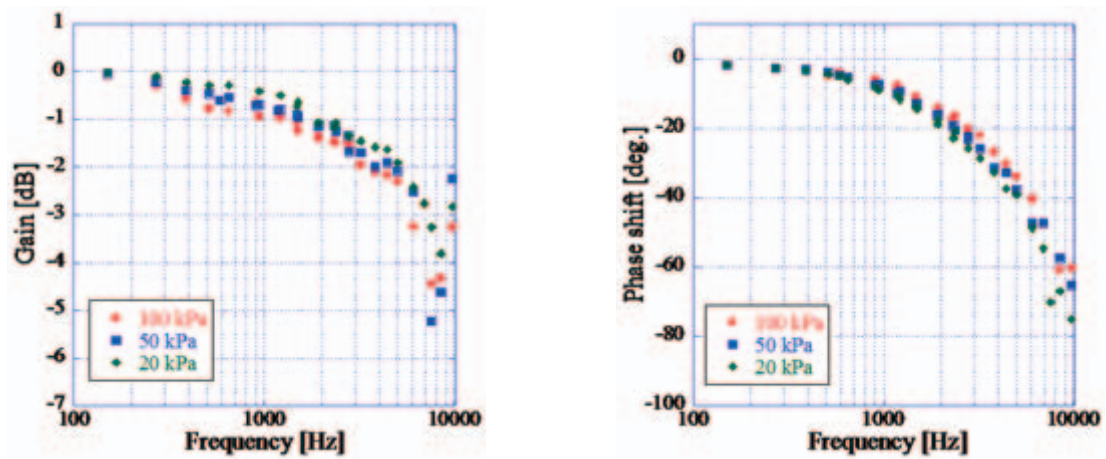 1
0
-1
-2
-3
-4
-5
-6
-7
Gain [dB]
100 kPa
50 kPa
20 kPa
100
1000
10000
Frequency [Hz]
0
-20
-40
-60
-80
-100
Phase shift [deg.]
100 kPa
50 kPa
20 kPa
100
1000
10000
Frequency [Hz]